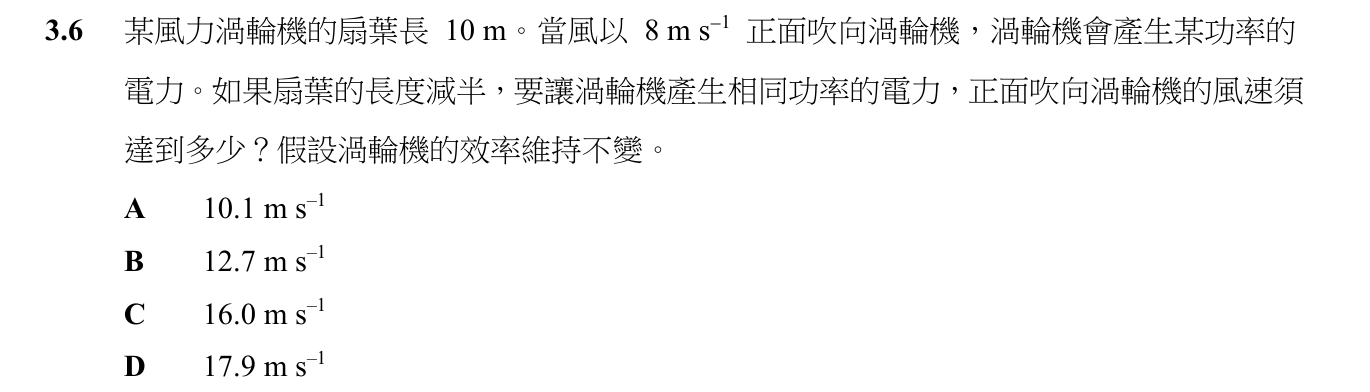 3.6 某風力渦輪機的扇葉長 10 m。當風以 8 m s⁻¹ 正面吹向渦輪機，渦輪機會產生某功率的
電力。如果扇葉的長度減半，要讓渦輪機產生相同功率的電力，正面吹向渦輪機的風速須
達到多少？假設渦輪機的效率維持不變。
A 10.1 m s⁻¹
B 12.7 m s⁻¹
C 16.0 m s⁻¹
D 17.9 m s⁻¹